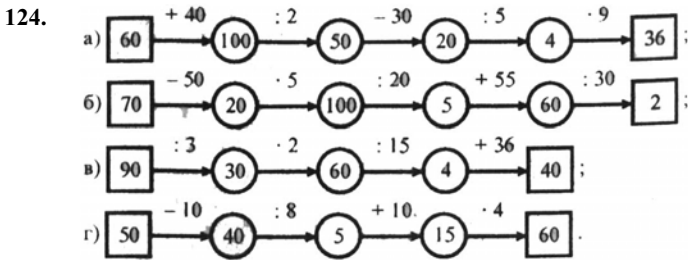 124.
+ 40 : 2 − 30 : 5 · 9
а) 60 100 50 20 4 36 ;
− 50 · 5 : 20 + 55 : 30
б) 70 20 100 5 60 2 ;
: 3 · 2 : 15 + 36
в) 90 30 60 4 40 ;
− 10 : 8 + 10 · 4
г) 50 40 5 15 60 .